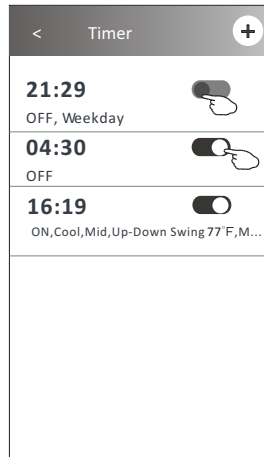 < Timer +
21:29
OFF, Weekday
04:30
OFF
16:19
ON,Cool,Mid,Up-Down Swing 77°F,M...